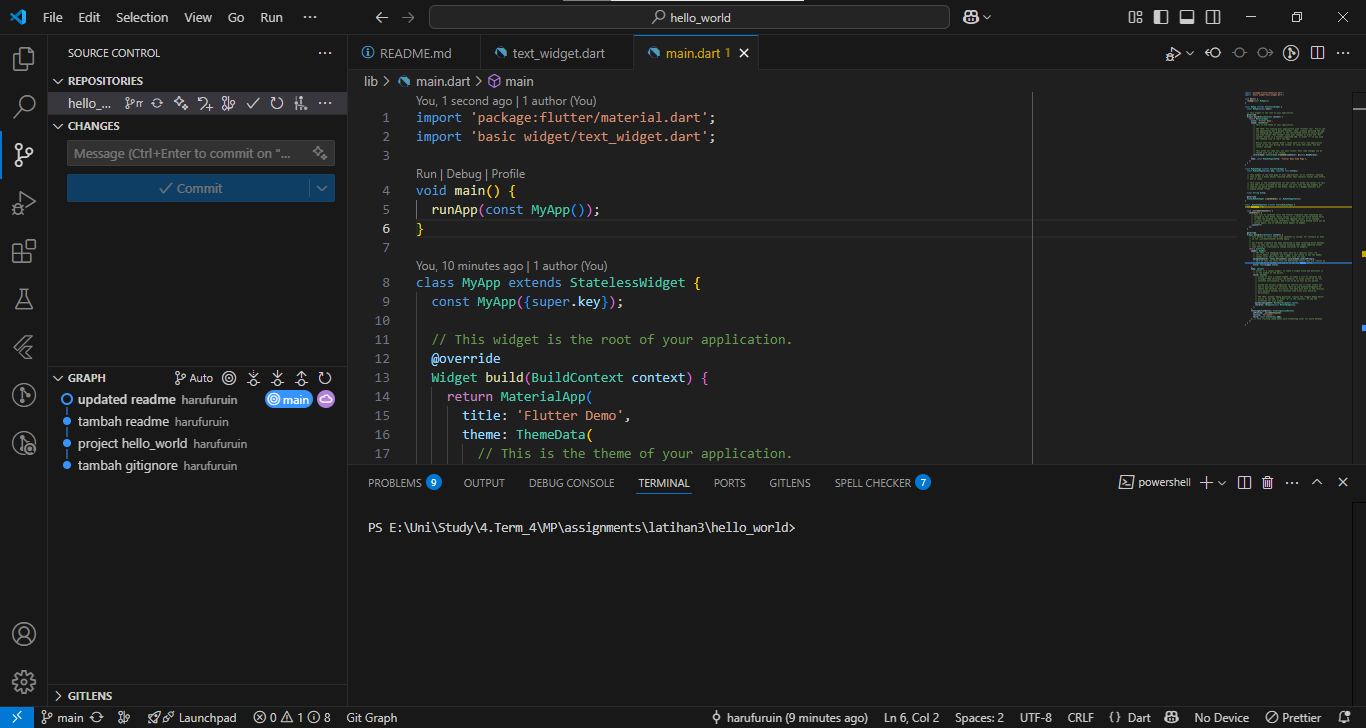 File Edit Selection View Go Run ··· hello_world
SOURCE CONTROL ···
REPOSITORIES
hello_... ···
CHANGES
Message (Ctrl+Enter to commit on "...
Commit
GRAPH Auto
updated readme harufuruin main
tambah readme harufuruin
project hello_world harufuruin
tambah gitignore harufuruin
GITLENS
README.md text_widget.dart main.dart 1
lib > main.dart > main
You, 1 second ago | 1 author (You)
1 import 'package:flutter/material.dart';
2 import 'basic widget/text_widget.dart';
3
Run | Debug | Profile
4 void main() {
5 runApp(const MyApp());
6 }
7
You, 10 minutes ago | 1 author (You)
8 class MyApp extends StatelessWidget {
9 const MyApp({super.key});
10
11 // This widget is the root of your application.
12 @override
13 Widget build(BuildContext context) {
14 return MaterialApp(
15 title: 'Flutter Demo',
16 theme: ThemeData(
17 // This is the theme of your application.
PROBLEMS 9 OUTPUT DEBUG CONSOLE TERMINAL PORTS GITLENS SPELL CHECKER 7 powershell
PS E:\Uni\Study\4.Term_4\MP\assignments\latihan3\hello_world>
main Launchpad 0 1 8 Git Graph harufuruin (9 minutes ago) Ln 6, Col 2 Spaces: 2 UTF-8 CRLF {} Dart No Device Prettier